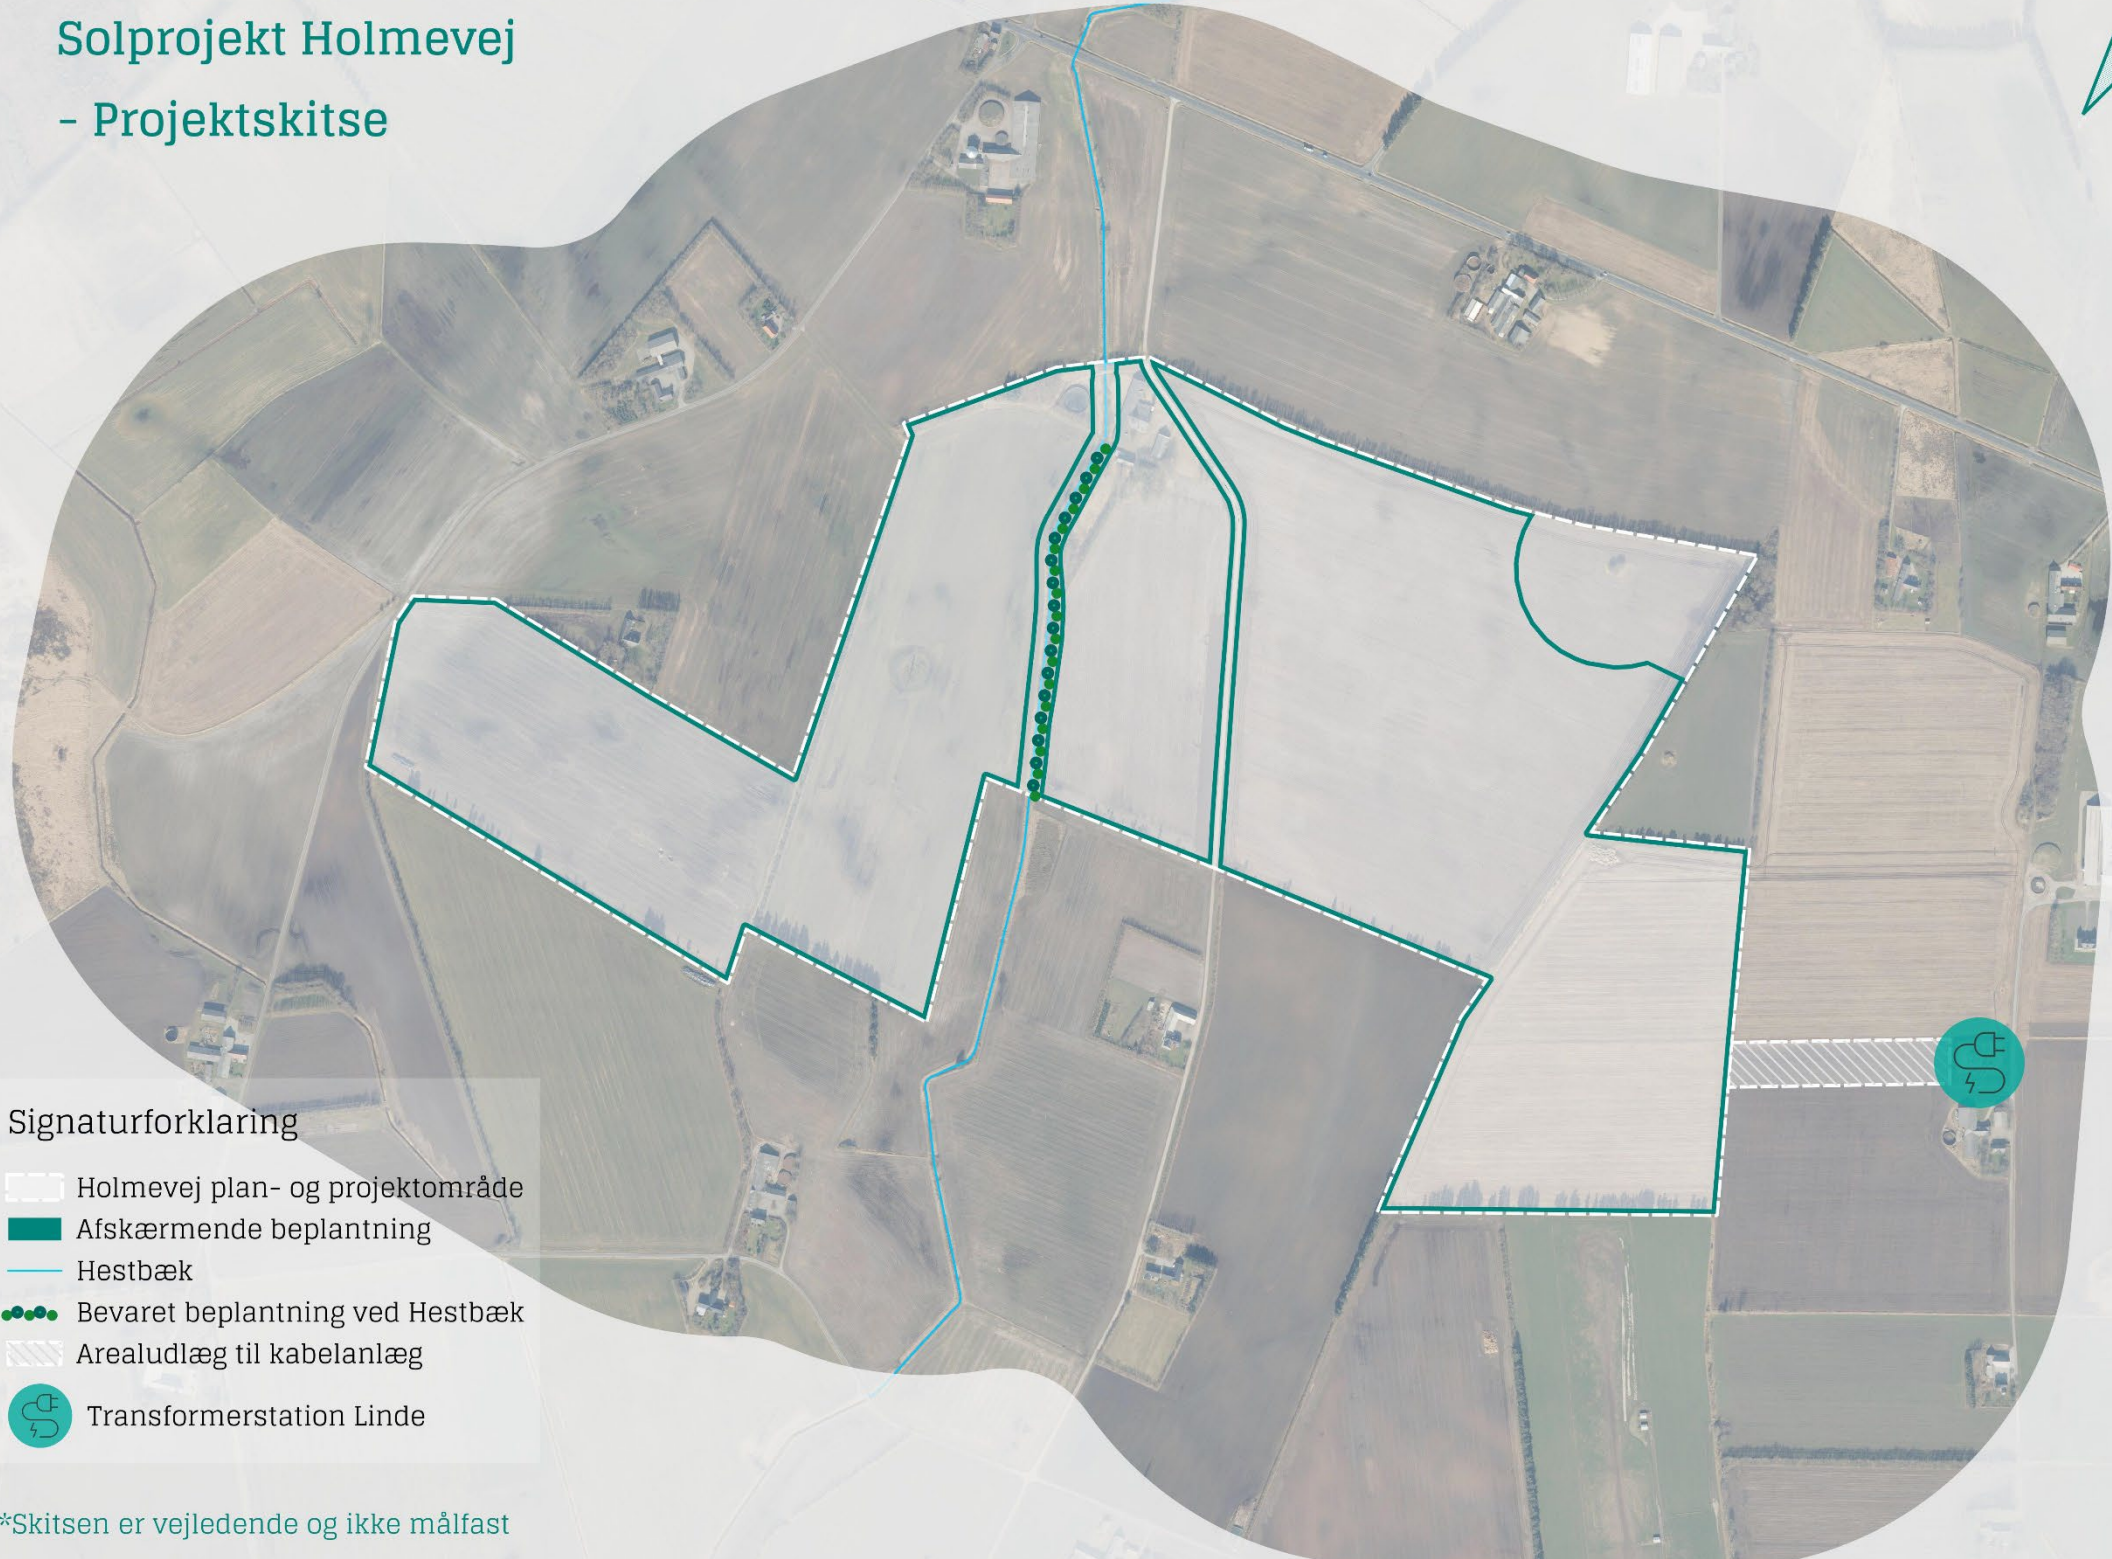 Solprojekt Holmevej
- Projektskitse
Signaturforklaring
Holmevej plan- og projektområde
Afskærmende beplantning
Hestbæk
Bevaret beplantning ved Hestbæk
Arealudlæg til kabelanlæg
Transformerstation Linde
*Skitsen er vejledende og ikke målfast